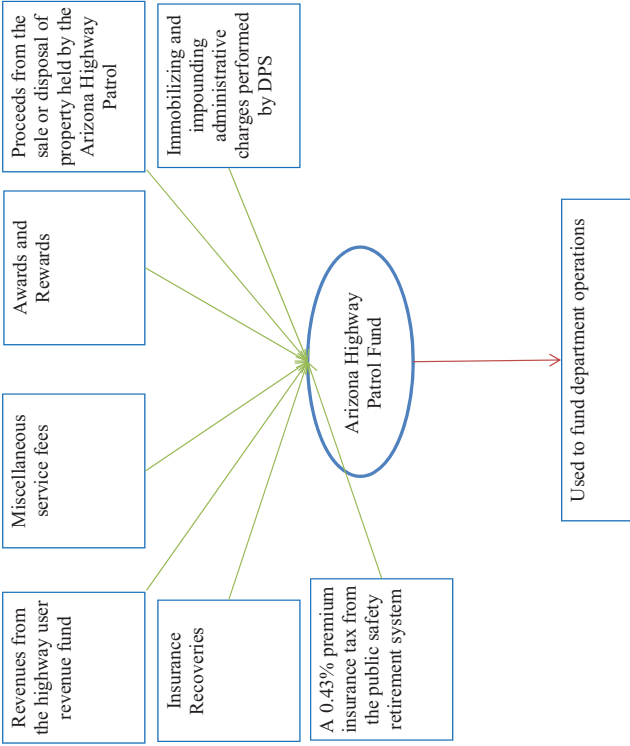 Revenues from
the highway user
revenue fund
Miscellaneous
service fees
Awards and
Rewards
Proceeds from the
sale or disposal of
property held by the
Arizona Highway
Patrol
Insurance
Recoveries
Immobilizing and
impounding
administrative
charges performed
by DPS
A 0.43% premium
insurance tax from
the public safety
retirement system
Arizona Highway
Patrol Fund
Used to fund department operations